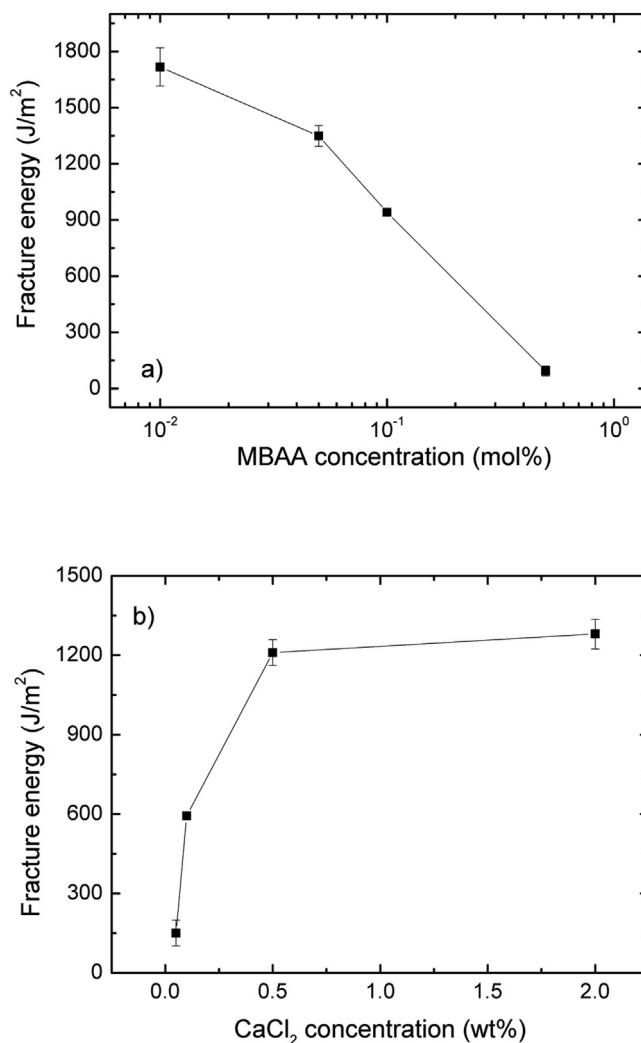 1800
1500
1200
900
600
300
0
Fracture energy (J/m²)
a)
10⁻² 10⁻¹ 10⁰
MBAA concentration (mol%)
1500
1200
900
600
300
0
Fracture energy (J/m²)
b)
0.0 0.5 1.0 1.5 2.0
CaCl₂ concentration (wt%)